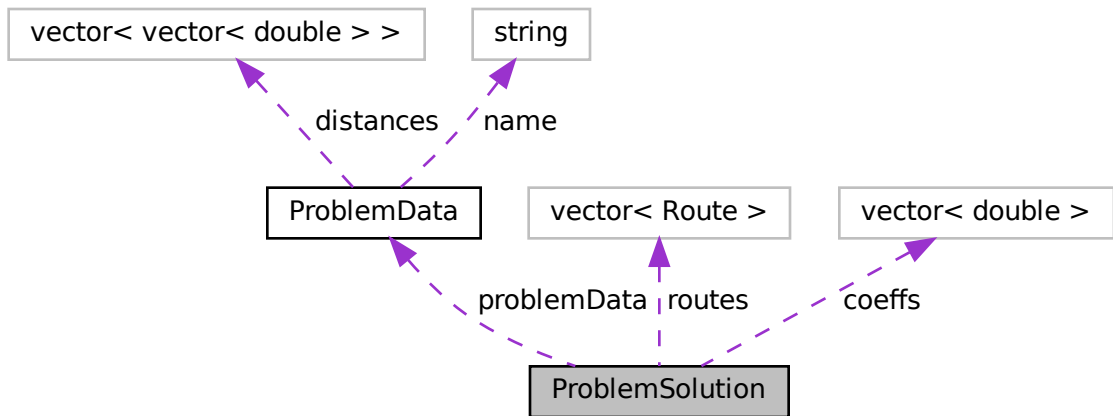 vector< vector< double > >
string
distances
name
ProblemData
vector< Route >
vector< double >
problemData
routes
coeffs
ProblemSolution